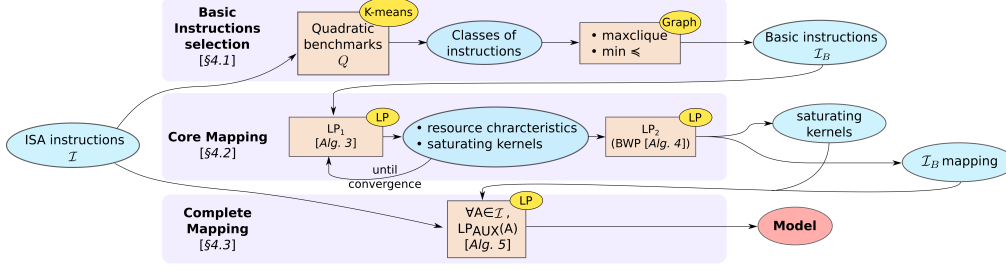 Basic
Instructions
selection
[§4.1]
K-means
Quadratic
benchmarks
Q
Classes of
instructions
Graph
• maxclique
• min ≼
Basic instructions
ℐB
ISA instructions
ℐ
Core Mapping
[§4.2]
LP
LP1
[Alg. 3]
• resource chrarcteristics
• saturating kernels
until
convergence
LP
LP2
(BWP [Alg. 4])
saturating
kernels
ℐB mapping
Complete
Mapping
[§4.3]
LP
∀A∈ℐ,
LPAUX(A)
[Alg. 5]
Model